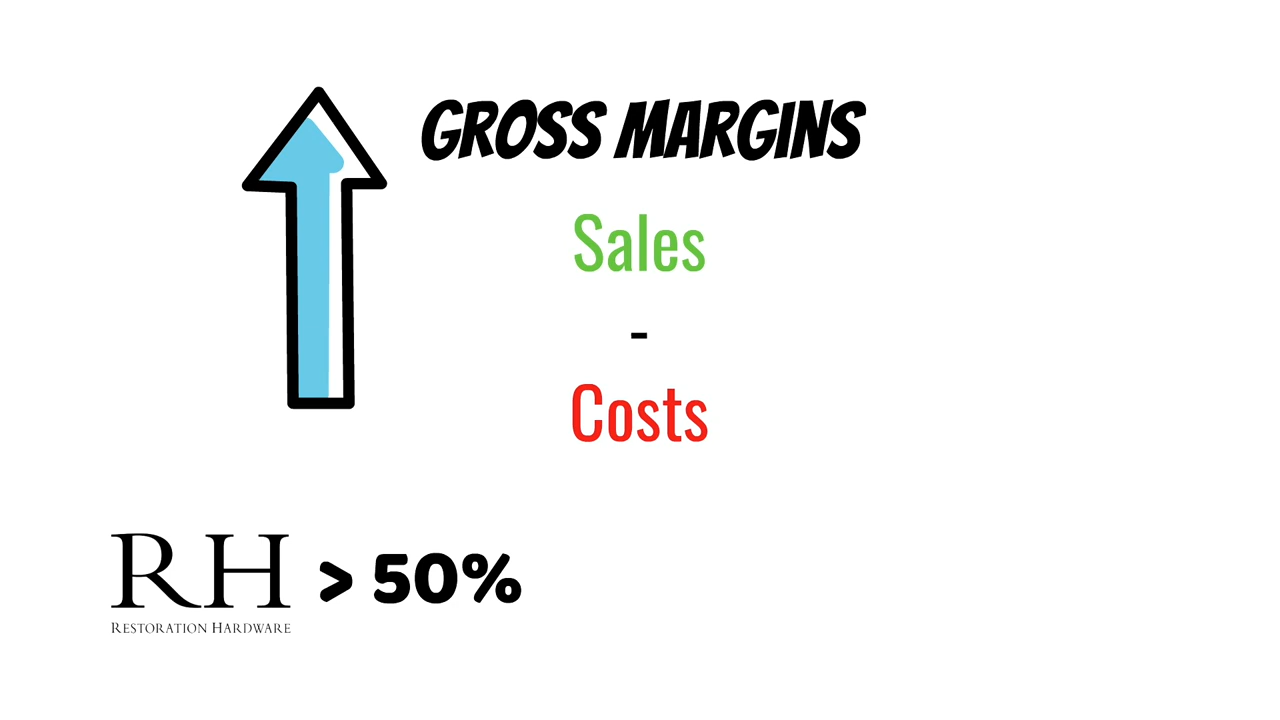 GROSS MARGINS
Sales
-
Costs
RH > 50%
RESTORATION HARDWARE